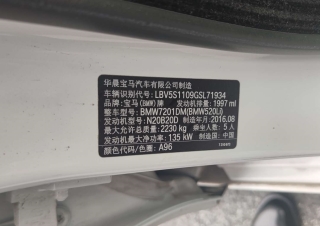 华晨宝马汽车有限公司制造
车辆识别代号: LBV5S1109GSL71934
品牌: 宝马(BMW)牌 发动机排量: 1997 ml
整车型号: BMW7201DM(BMW520Li)
发动机型号: N20B20D 制造年月: 2016.08
最大允许总质量: 2230 kg 乘坐人数: 5 人
发动机最大净功率: 135 kW 制造国: 中国
颜色代号: A96